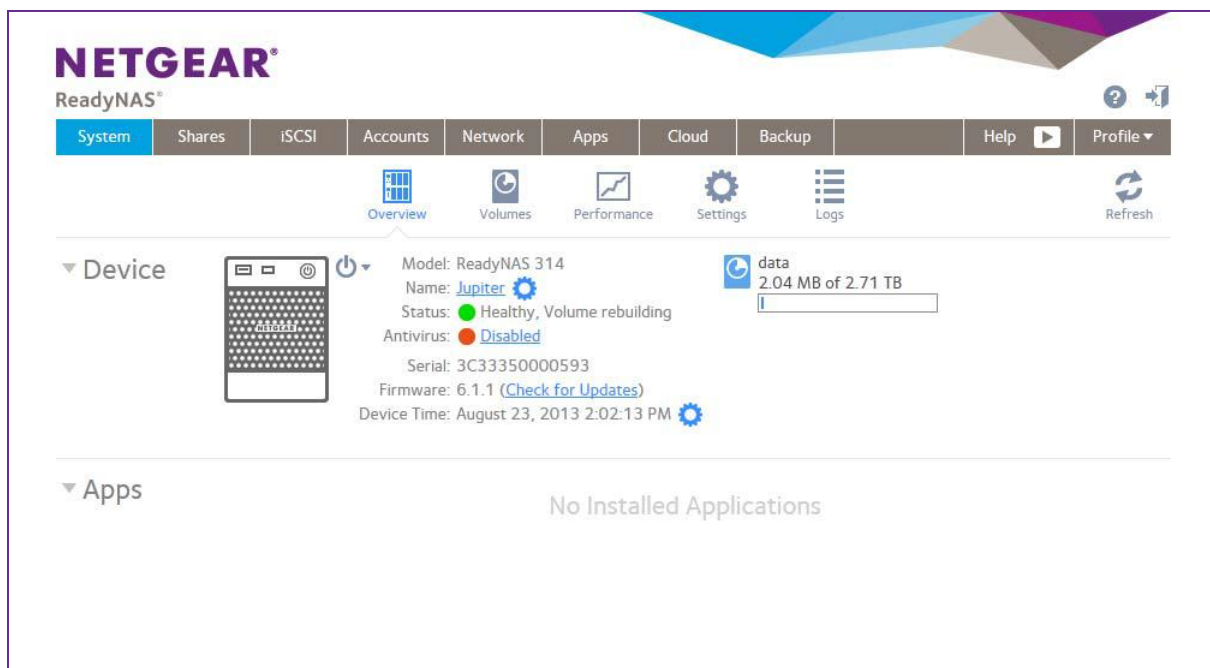 NETGEAR®
ReadyNAS®
System Shares iSCSI Accounts Network Apps Cloud Backup Help Profile
Overview Volumes Performance Settings Logs Refresh
Device
NETGEAR
Model: ReadyNAS 314
Name: Jupiter
Status: Healthy, Volume rebuilding
Antivirus: Disabled
Serial: 3C33350000593
Firmware: 6.1.1 (Check for Updates)
Device Time: August 23, 2013 2:02:13 PM
data
2.04 MB of 2.71 TB
Apps
No Installed Applications